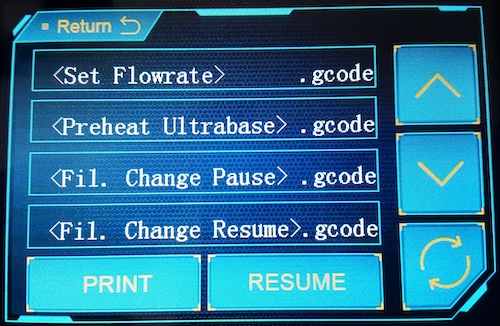 Return
<Set Flowrate> .gcode
<Preheat Ultrabase> .gcode
<Fil. Change Pause> .gcode
<Fil. Change Resume>.gcode
PRINT RESUME